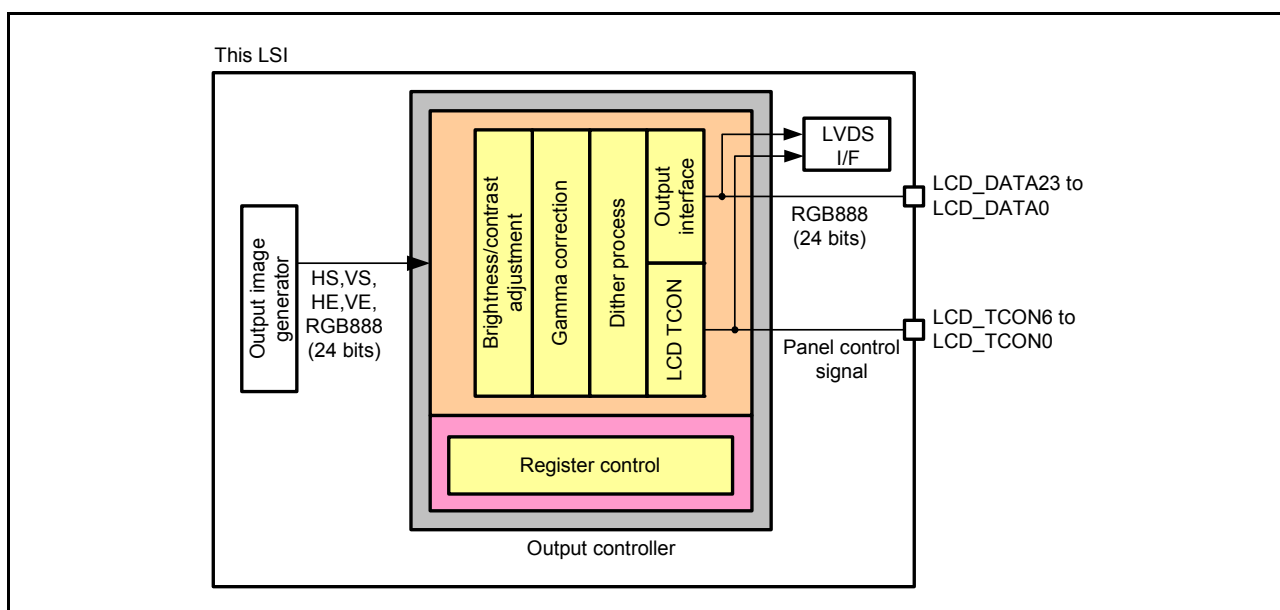 This LSI
Output image
generator
HS,VS,
HE,VE,
RGB888
(24 bits)
Brightness/contrast
adjustment
Gamma correction
Dither process
Output
interface
LCD TCON
LVDS
I/F
RGB888
(24 bits)
LCD_DATA23 to
LCD_DATA0
Panel control
signal
LCD_TCON6 to
LCD_TCON0
Register control
Output controller